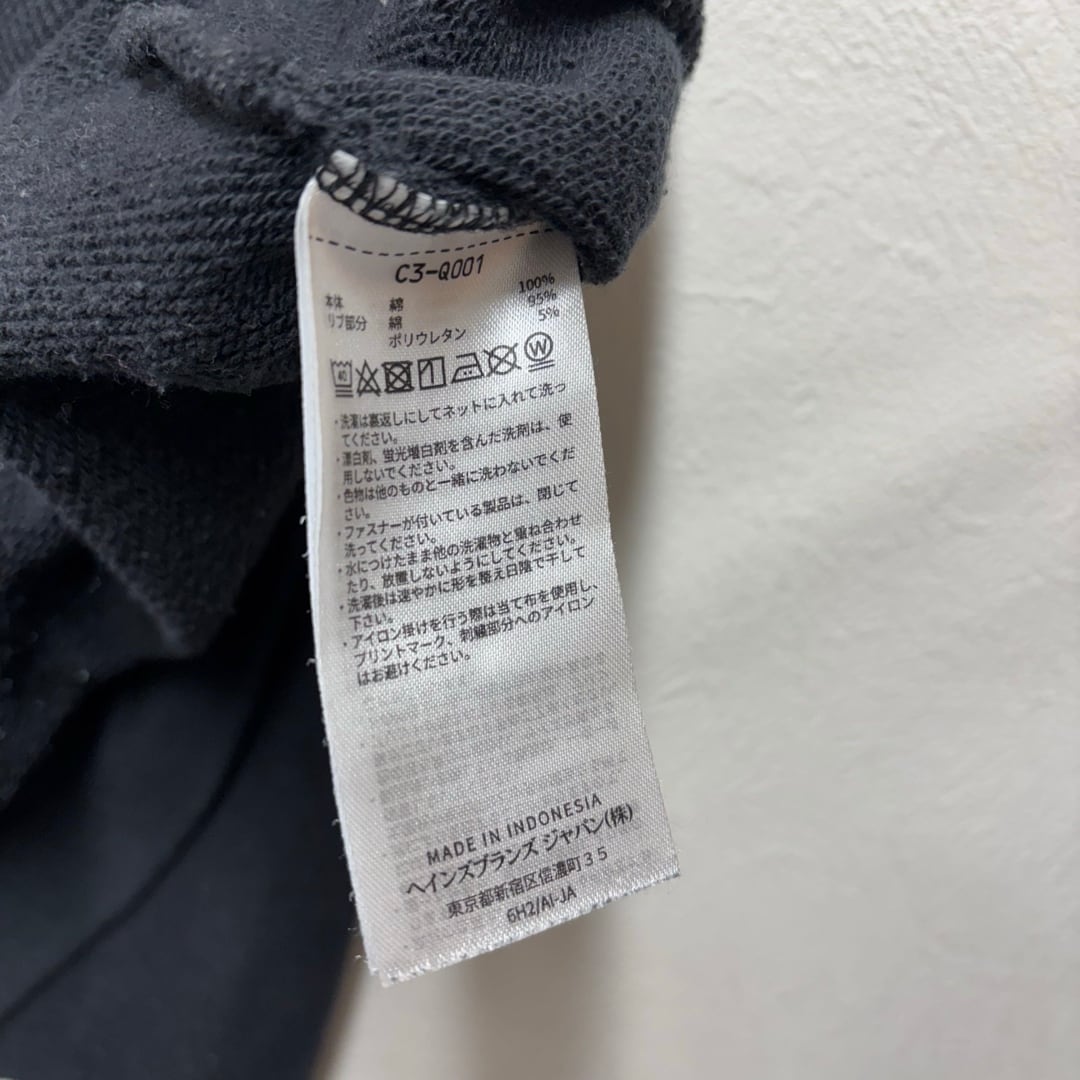 C3-Q001
本体 綿 100%
リブ部分 綿 95%
ポリウレタン 5%
40
W
・洗濯は裏返しにしてネットに入れて洗っ
てください。
・漂白剤、蛍光増白剤を含んだ洗剤は、使
用しないでください。
・色物は他のものと一緒に洗わないでくだ
さい。
・ファスナーが付いている製品は、閉じて
洗ってください。
・水につけたまま他の洗濯物と重ね合わせ
たり、放置しないようにしてください。
・洗濯後は速やかに形を整え日陰で干して
下さい。
・アイロン掛けを行う際は当て布を使用し、
プリントマーク、刺繍部分へのアイロン
はお避けください。
MADE IN INDONESIA
ヘインズブランズ ジャパン(株)
東京都新宿区信濃町35
6H2/AI-JA